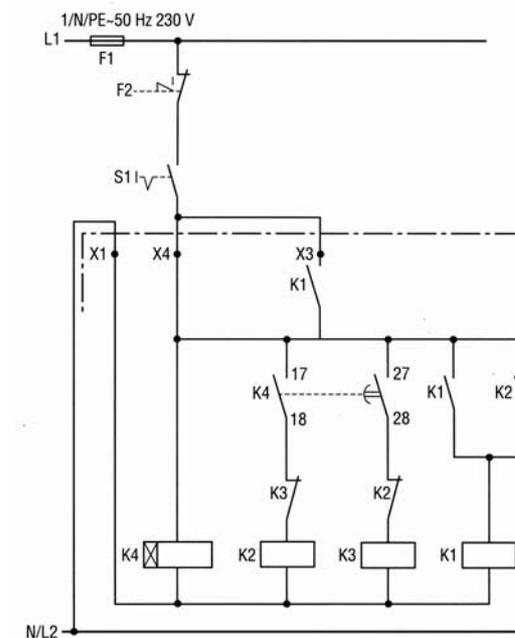 1/N/PE~50 Hz 230 V
L1
F1
F2
S1
X1
X4
X3
K1
17
27
K4
K1
K2
18
28
K3
K2
K4
K2
K3
K1
N/L2